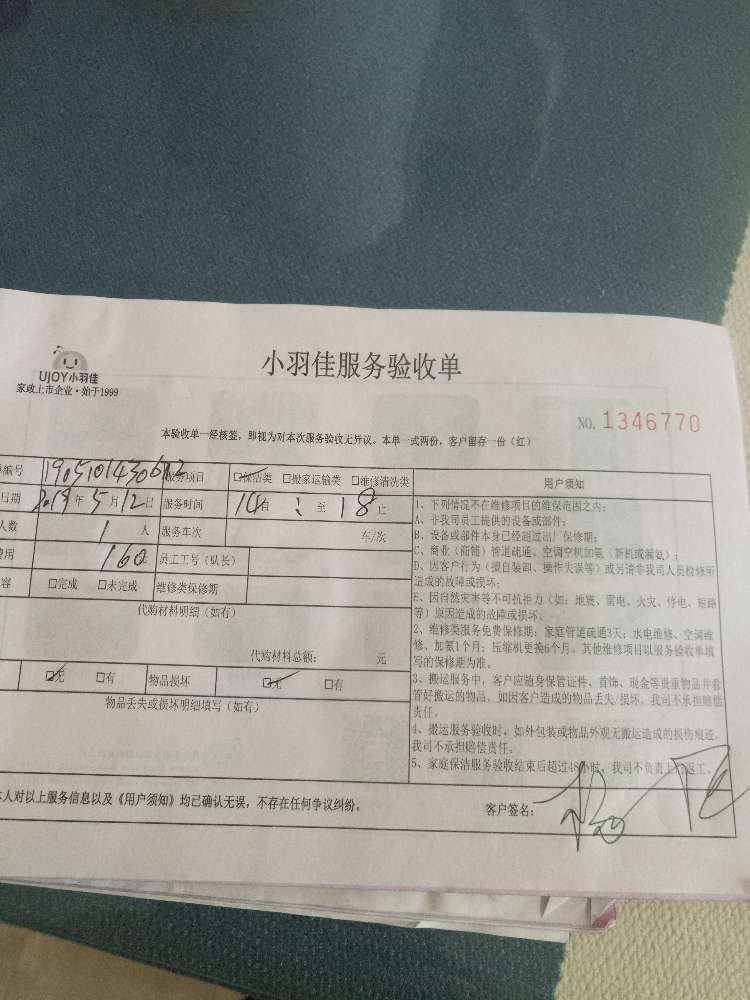 UJOY小羽佳
家政上市企业·始于1999
小羽佳服务验收单
NO. 1346770
本验收单一经核签，即视为对本次服务验收无异议。本单一式两份，客户留存一份（红）
编号 服务项目 □保洁类 □搬家运输类 □维修清洗类
日期 2019年5月12日 服务时间 14 至 18 止
人数 1人 服务车次 车/次
费用 160元 员工工号（队长）
容 □完成 □未完成 维修类保修期
代购材料明细（如有）
代购材料总额： 元
□无 □有 物品损坏 □无 □有
物品丢失或损坏明细填写（如有）
用户须知
1、下列情况不在维修项目的维保范围之内：
A、非我司员工提供的设备或部件；
B、设备或部件本身已经超过出厂保修期；
C、商业（商铺）管道疏通、空调空机加氨（新机或漏氨）；
D、因客户行为（擅自装卸、操作失误等）或另请非我司人员检修所
造成的故障或损坏；
E、因自然灾害等不可抗拒力（如：地震、雷电、火灾、停电、短路
等）原因造成的故障或损坏。
2、维修类服务免费保修期：家庭管道疏通3天；水电维修、空调维
修、加氨1个月；压缩机更换6个月。其他维修项目以服务验收单填
写的保修期为准。
3、搬运服务中，客户应随身保管证件、首饰、现金等贵重物品并看
管好搬运的物品。如因客户造成的物品丢失/损坏，我司不承担赔偿
责任。
4、搬运服务验收时，如外包装或物品外观无搬运造成的损伤痕迹，
我司不承担赔偿责任。
5、家庭保洁服务验收结束后超过48小时，我司不负责上门返工。
本人对以上服务信息以及《用户须知》均已确认无误，不存在任何争议纠纷。
客户签名：